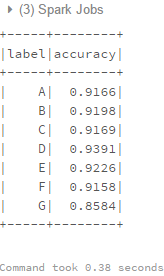 (3) Spark Jobs
+-----+--------+
|label|accuracy|
+-----+--------+
|    A|  0.9166|
|    B|  0.9198|
|    C|  0.9169|
|    D|  0.9391|
|    E|  0.9226|
|    F|  0.9158|
|    G|  0.8584|
+-----+--------+
Command took 0.38 seconds